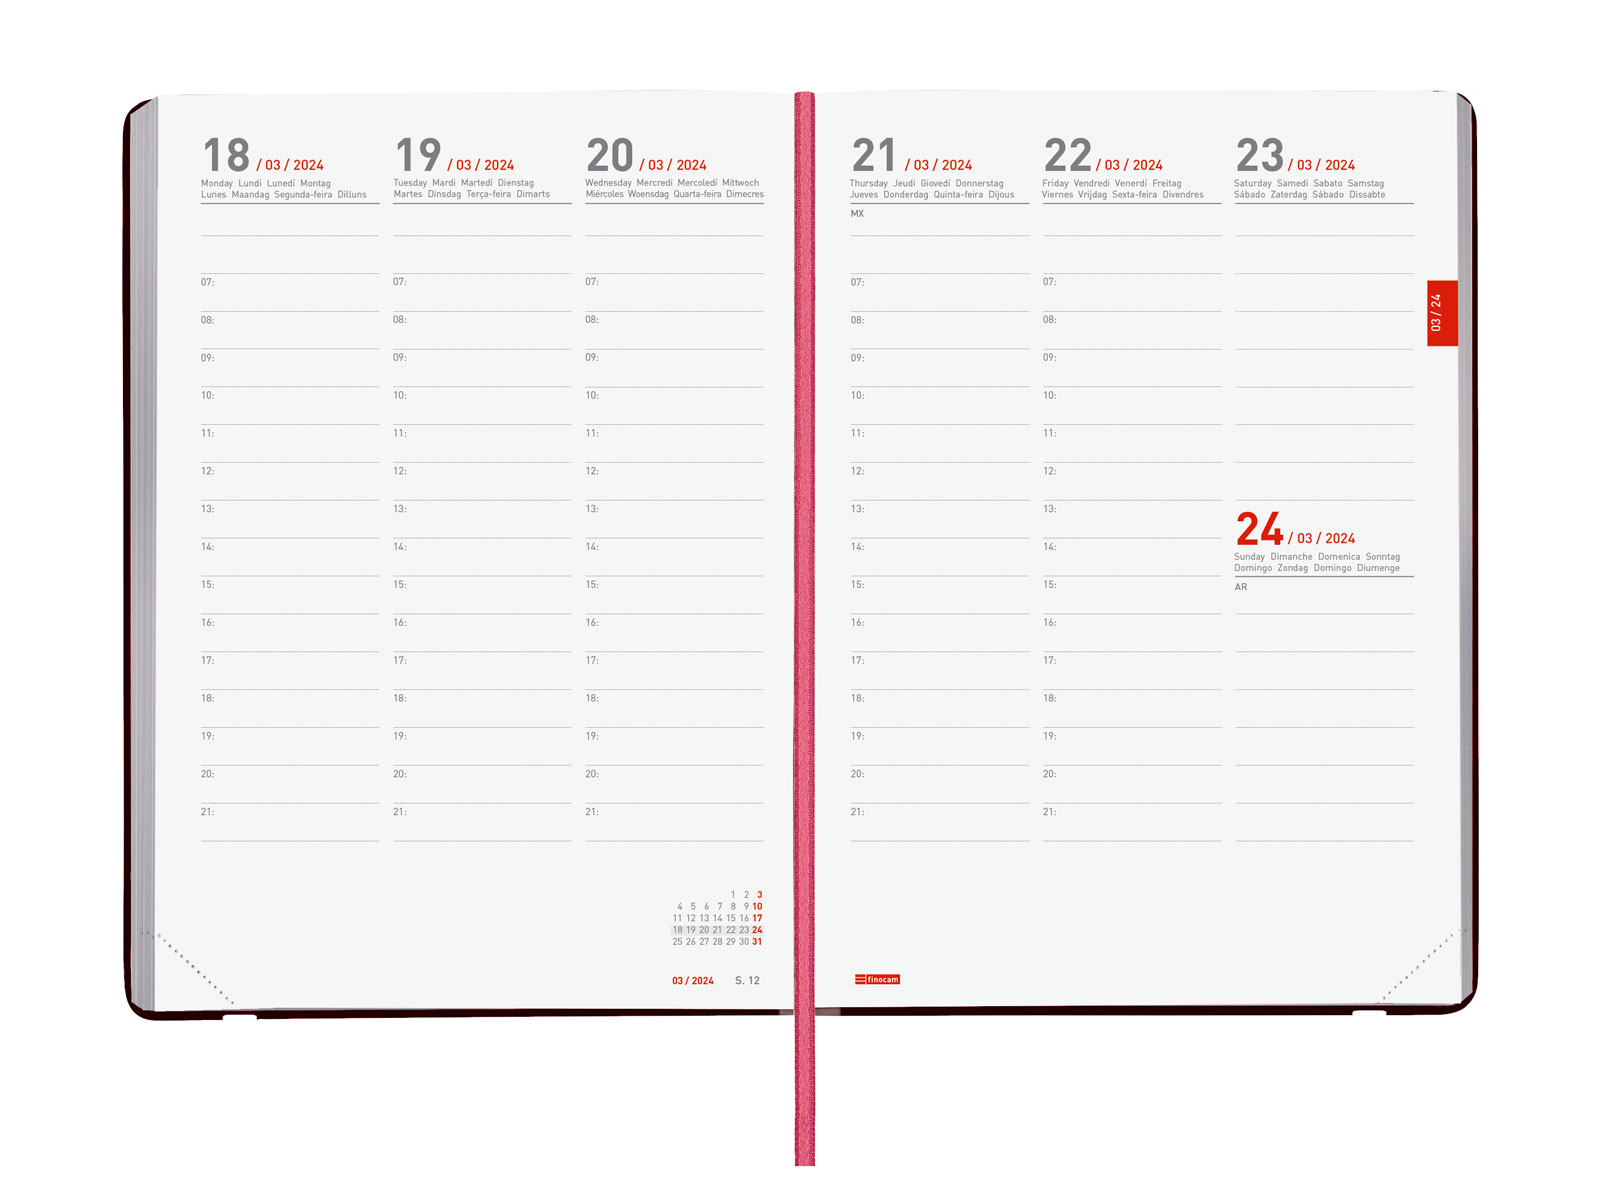 18 / 03 / 2024
Monday Lundi Lunedí Montag
Lunes Maandag Segunda-feira Dilluns
07:
08:
09:
10:
11:
12:
13:
14:
15:
16:
17:
18:
19:
20:
21:
19 / 03 / 2024
Tuesday Mardi Martedí Dienstag
Martes Dinsdag Terça-feira Dimarts
07:
08:
09:
10:
11:
12:
13:
14:
15:
16:
17:
18:
19:
20:
21:
20 / 03 / 2024
Wednesday Mercredi Mercoledí Mittwoch
Miércoles Woensdag Quarta-feira Dimecres
07:
08:
09:
10:
11:
12:
13:
14:
15:
16:
17:
18:
19:
20:
21:
1 2 3
4 5 6 7 8 9 10
11 12 13 14 15 16 17
18 19 20 21 22 23 24
25 26 27 28 29 30 31
03 / 2024 S. 12
21 / 03 / 2024
Thursday Jeudi Giovedí Donnerstag
Jueves Donderdag Quinta-feira Dijous
MX
07:
08:
09:
10:
11:
12:
13:
14:
15:
16:
17:
18:
19:
20:
21:
22 / 03 / 2024
Friday Vendredi Venerdí Freitag
Viernes Vrijdag Sexta-feira Divendres
07:
08:
09:
10:
11:
12:
13:
14:
15:
16:
17:
18:
19:
20:
21:
23 / 03 / 2024
Saturday Samedi Sabato Samstag
Sábado Zaterdag Sábado Dissabte
24 / 03 / 2024
Sunday Dimanche Domenica Sonntag
Domingo Zondag Domingo Diumenge
AR
03 / 24
finocam